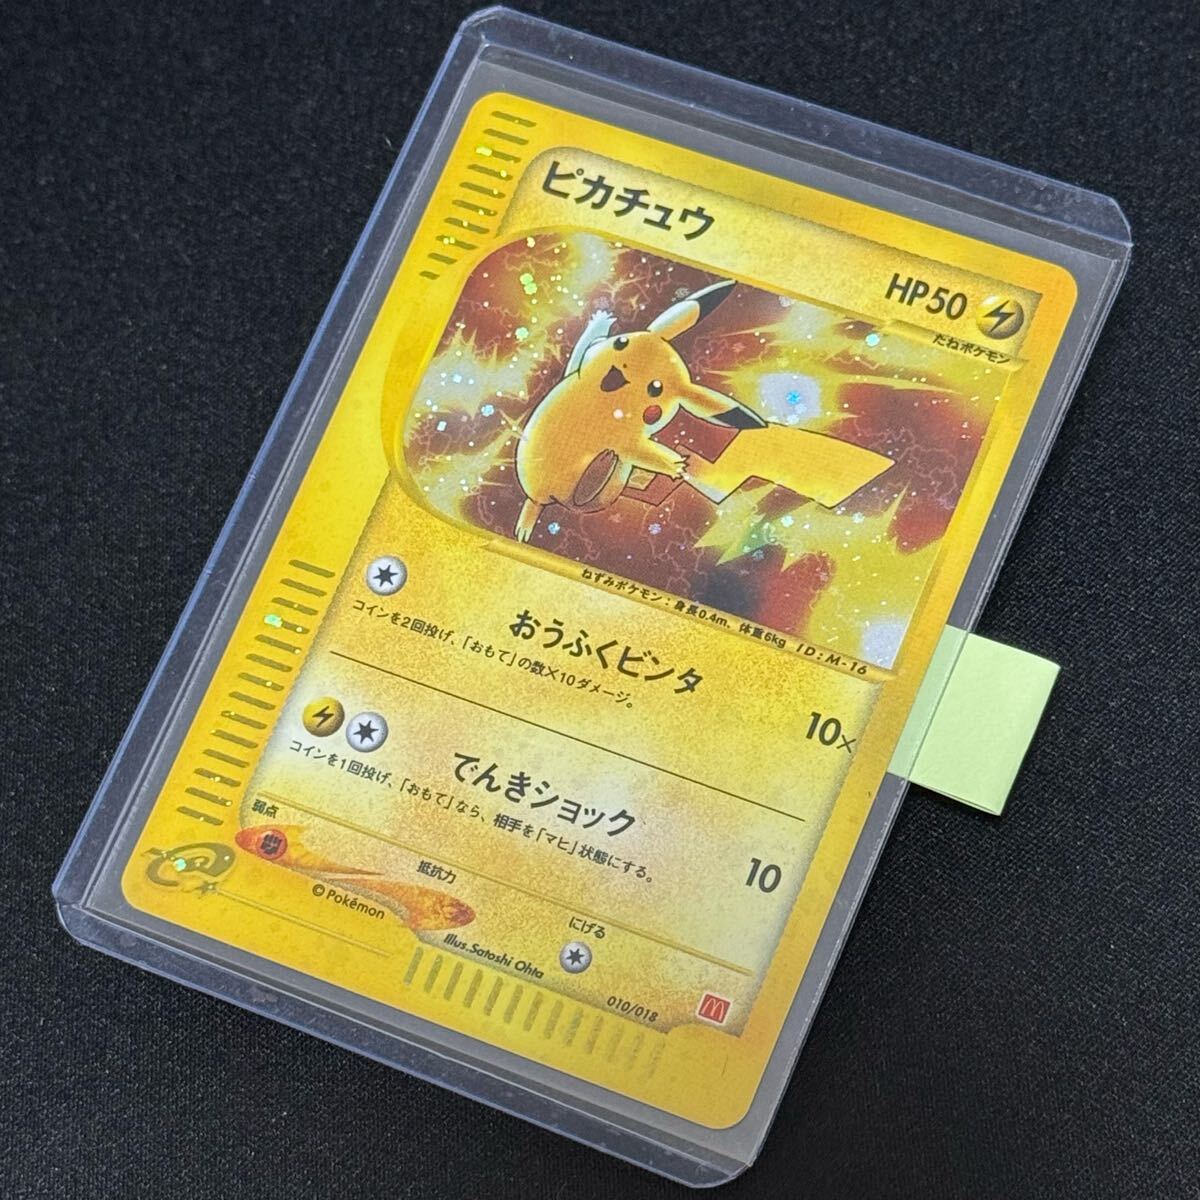 ピカチュウ
HP50
たねポケモン
ねずみポケモン：身長0.4m、体重6kg ID:M-16
おうふくビンタ
コインを2回投げ、「おもて」の数×10ダメージ。
10×
でんきショック
コインを1回投げ、「おもて」なら、相手を「マヒ」状態にする。
10
弱点
抵抗力
にげる
©Pokémon
Illus.Satoshi Ohta
010/018